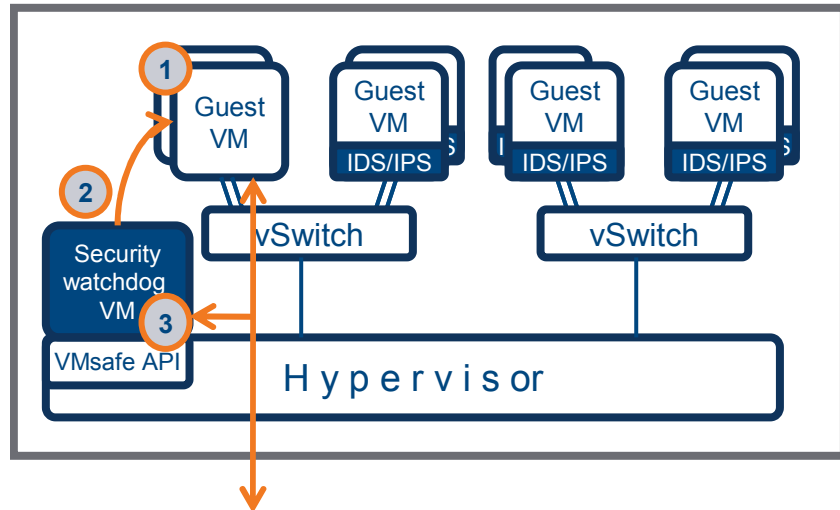 1
Guest
VM
Guest
VM
IDS/IPS
S
Guest
VM
I
IDS/IPS
Guest
VM
IDS/IPS
S
2
vSwitch
vSwitch
Security
watchdog
VM
3
VMsafe API
H y p e r v i s or